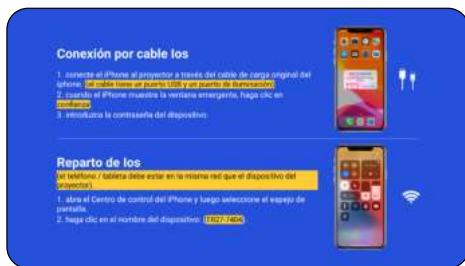 Conexión por cable Ios
1. conecte el iPhone al proyector a través del cable de carga original del
iphone. (el cable tiene un puerto USB y un puerto de iluminación)
2. cuando el iPhone muestra la ventana emergente, haga clic en
confianza
3. introduzca la contraseña del dispositivo.
Reparto de Ios
(el teléfono / tableta debe estar en la misma red que el dispositivo del
proyector).
1. abra el Centro de control del iPhone y luego seleccione el espejo de
pantalla.
2. haga clic en el nombre del dispositivo: